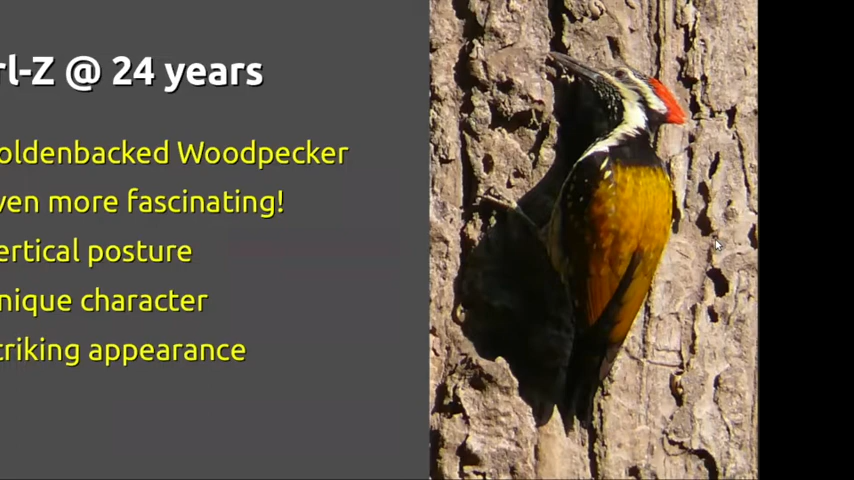 rl-Z @ 24 years
oldenbacked Woodpecker
ven more fascinating!
ertical posture
nique character
triking appearance